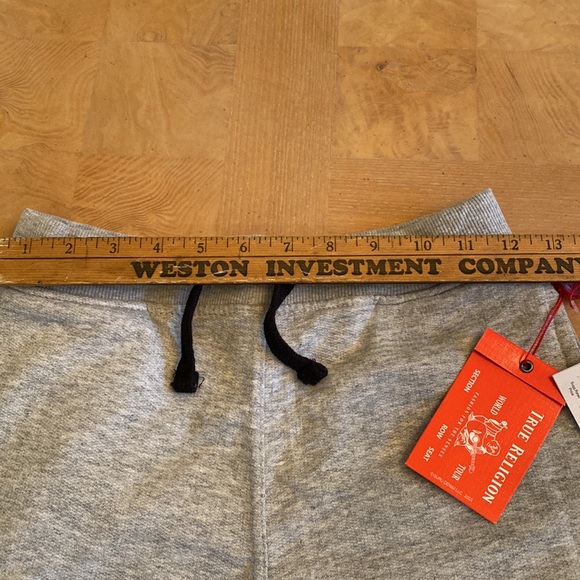 1 2 3 4 5 6 7 8 9 10 11 12 13
WESTON INVESTMENT COMPANY
TRUE RELIGION
WORLD TOUR
SECTION
ROW
SEAT